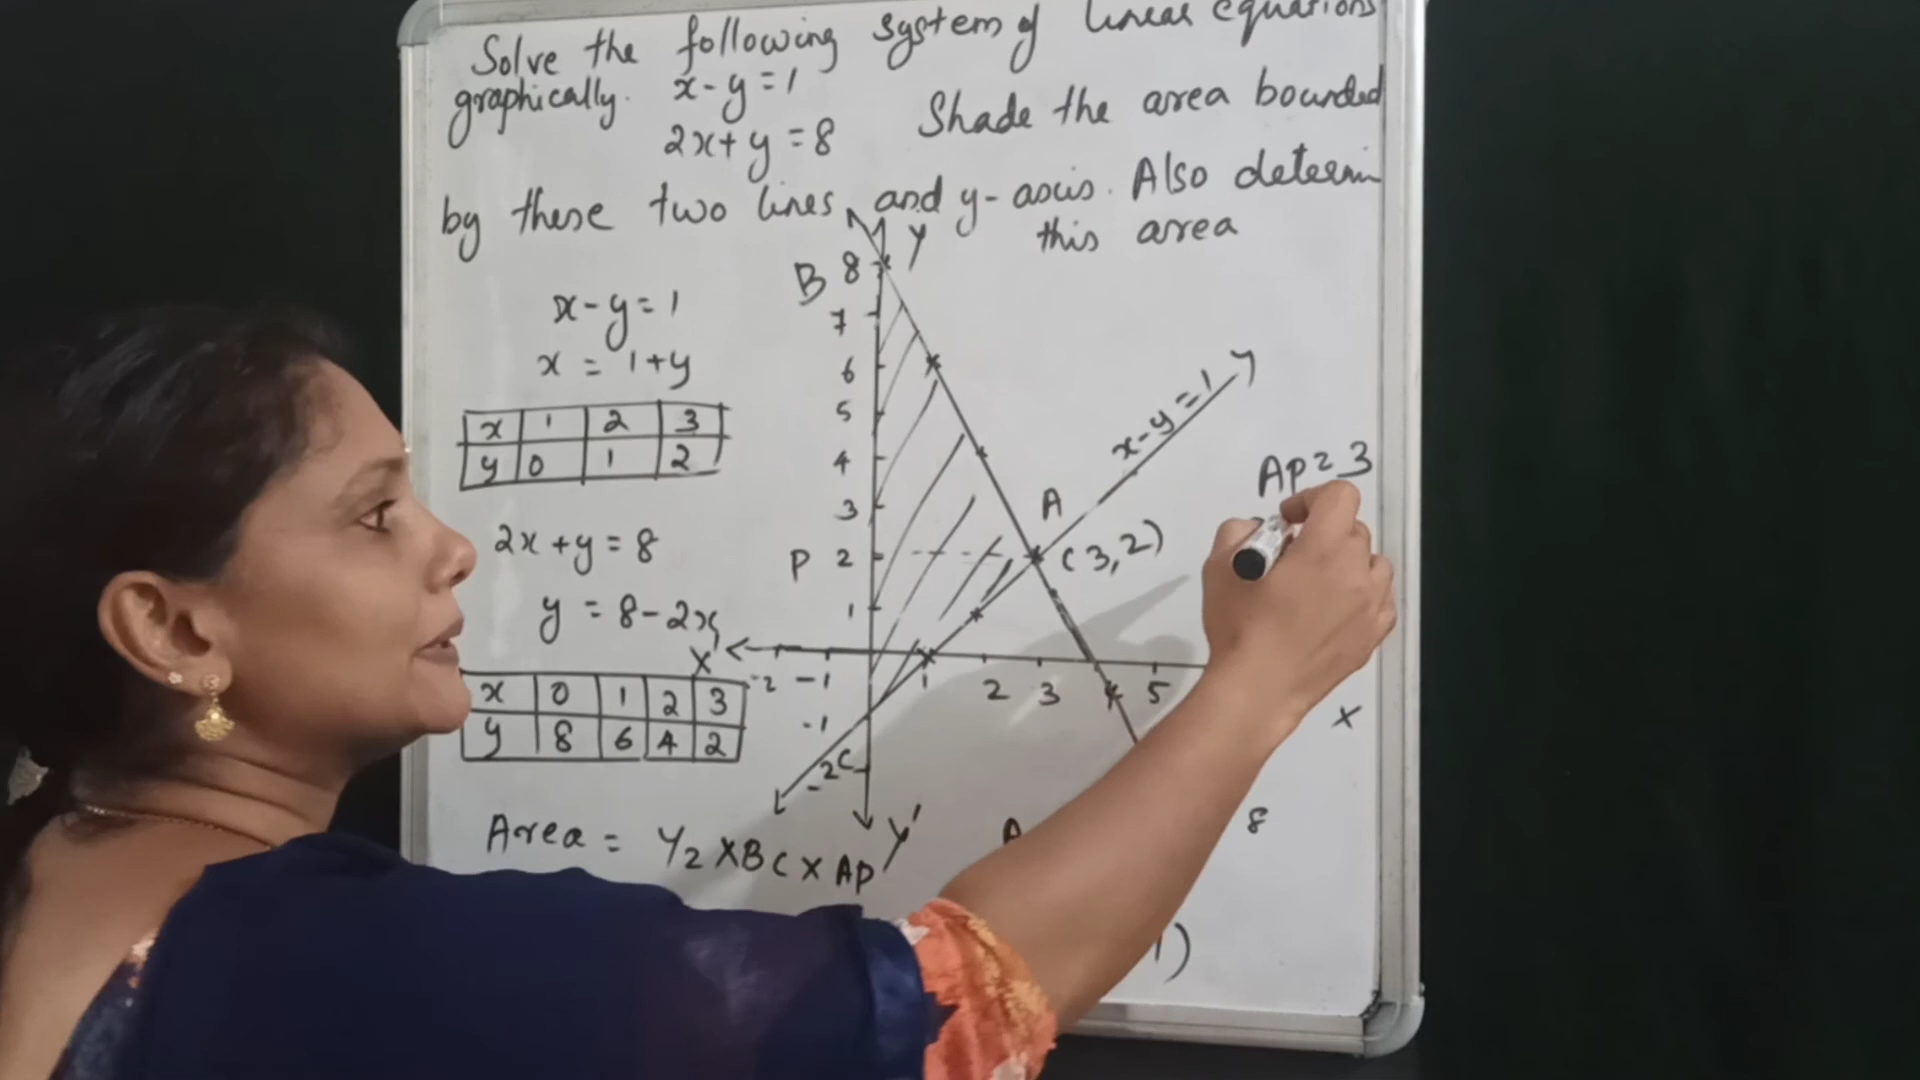 Solve the following system of linear equations
graphically. x-y=1
2x+y=8 Shade the area bounded
by these two lines and y-axis. Also determin
this area
x-y=1
x = 1+y
x 1 2 3
y 0 1 2
2x+y=8
y = 8-2x
x 0 1 2 3
y 8 6 4 2
Y
B 8
7
6
5
4
3
P 2
1
X' -2 -1 1 2 3 4 5
X
-1
-2 C
Y'
x-y=1
A
(3,2)
AP=3
8
Area = 1/2 XBCXAP
A
1)